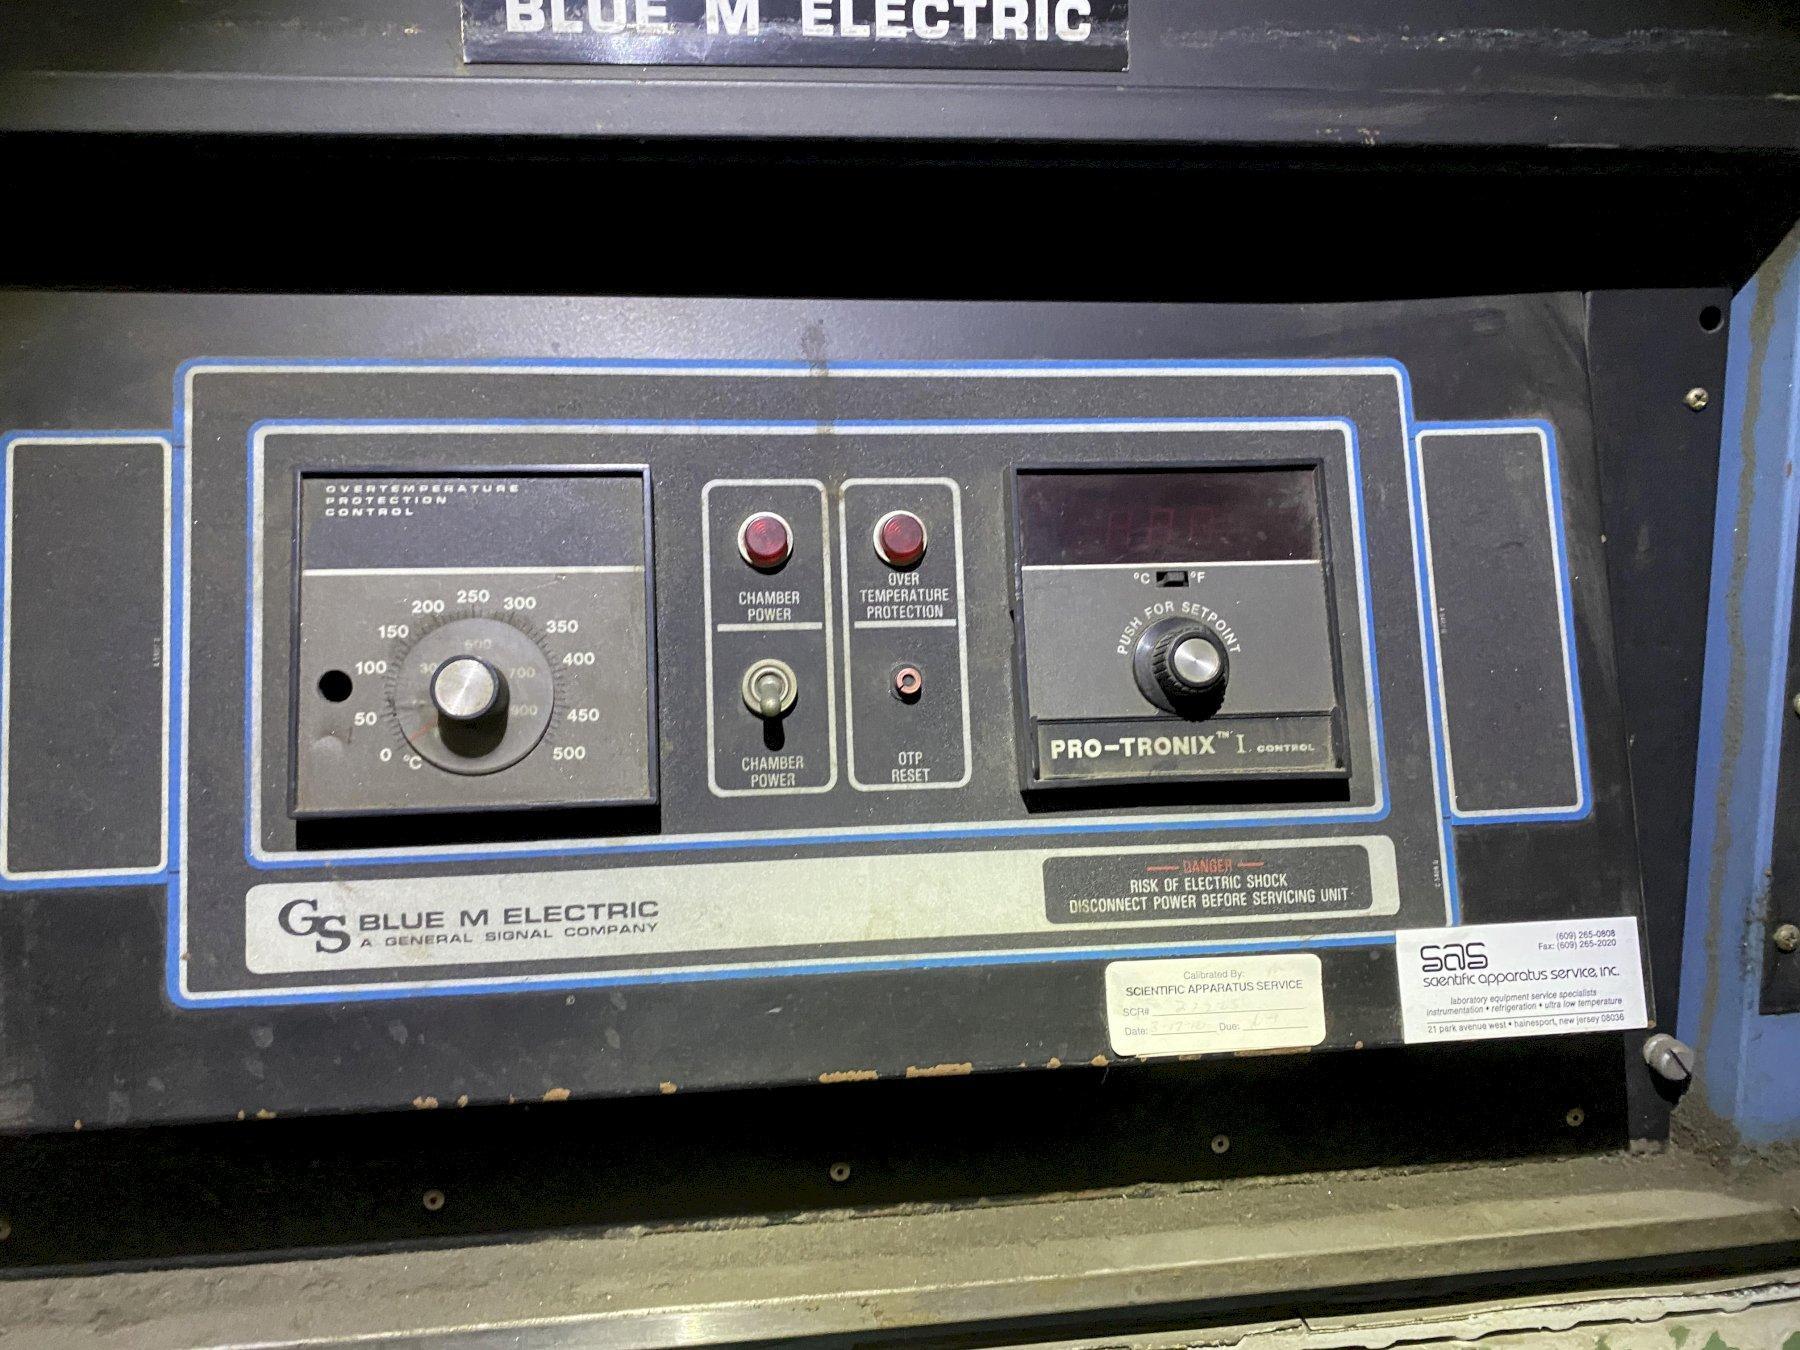 BLUE M ELECTRIC
OVERTEMPERATURE
PROTECTION
CONTROL
0 50 100 150 200 250 300 350 400 450 500
°C
600 700 900
CHAMBER
POWER
CHAMBER
POWER
OVER
TEMPERATURE
PROTECTION
OTP
RESET
°C °F
PUSH FOR SETPOINT
PRO-TRONIX™ I. CONTROL
GS BLUE M ELECTRIC
A GENERAL SIGNAL COMPANY
DANGER
RISK OF ELECTRIC SHOCK
DISCONNECT POWER BEFORE SERVICING UNIT
Calibrated By:
SCIENTIFIC APPARATUS SERVICE
SCR#
Date: Due:
(609) 265-0808
Fax: (609) 265-2020
sas
scientific apparatus service, inc.
laboratory equipment service specialists
instrumentation • refrigeration • ultra low temperature
21 park avenue west • hainesport, new jersey 08036